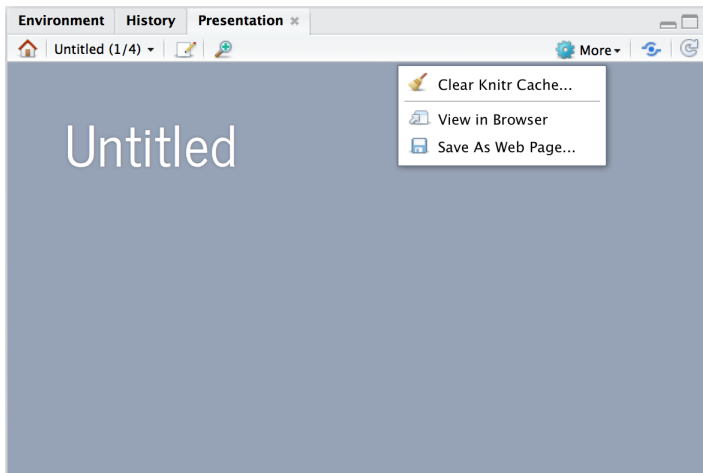 Environment History Presentation
Untitled (1/4) More
Clear Knitr Cache...
View in Browser
Save As Web Page...
Untitled